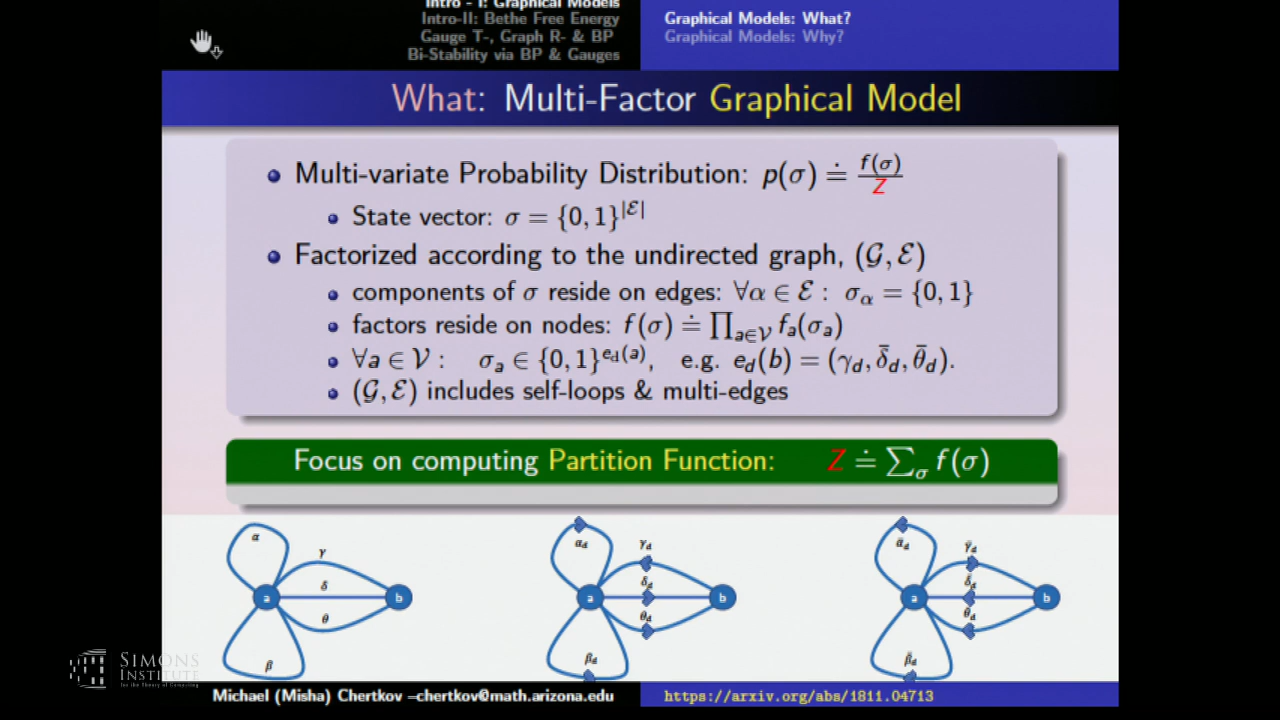 Intro - I: Graphical Models
Intro-II: Bethe Free Energy
Gauge T-, Graph R- & BP
Bi-Stability via BP & Gauges
Graphical Models: What?
Graphical Models: Why?
What: Multi-Factor Graphical Model
Multi-variate Probability Distribution: p(σ) ≐ f(σ)/Z
State vector: σ = {0, 1}^|ℰ|
Factorized according to the undirected graph, (𝒢, ℰ)
components of σ reside on edges: ∀α ∈ ℰ : σ_α = {0, 1}
factors reside on nodes: f(σ) ≐ ∏_{a∈𝒱} f_a(σ_a)
∀a ∈ 𝒱 : σ_a ∈ {0, 1}^{e_d(a)}, e.g. e_d(b) = (γ_d, δ̄_d, θ̄_d).
(𝒢, ℰ) includes self-loops & multi-edges
Focus on computing Partition Function: Z ≐ ∑_σ f(σ)
α γ δ θ β a b
α_d γ_d δ_d θ_d β_d a b
ᾱ_d γ̄_d δ̄_d θ̄_d β̄_d a b
SIMONS
INSTITUTE
for the Theory of Computing
Michael (Misha) Chertkov –chertkov@math.arizona.edu
https://arxiv.org/abs/1811.04713